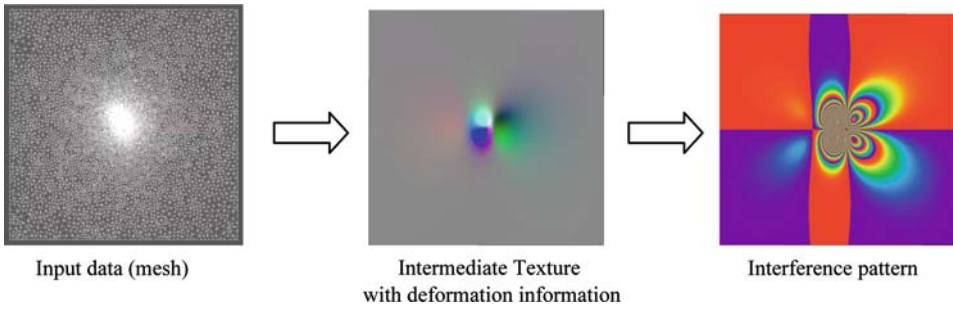 Input data (mesh)
Intermediate Texture
with deformation information
Interference pattern